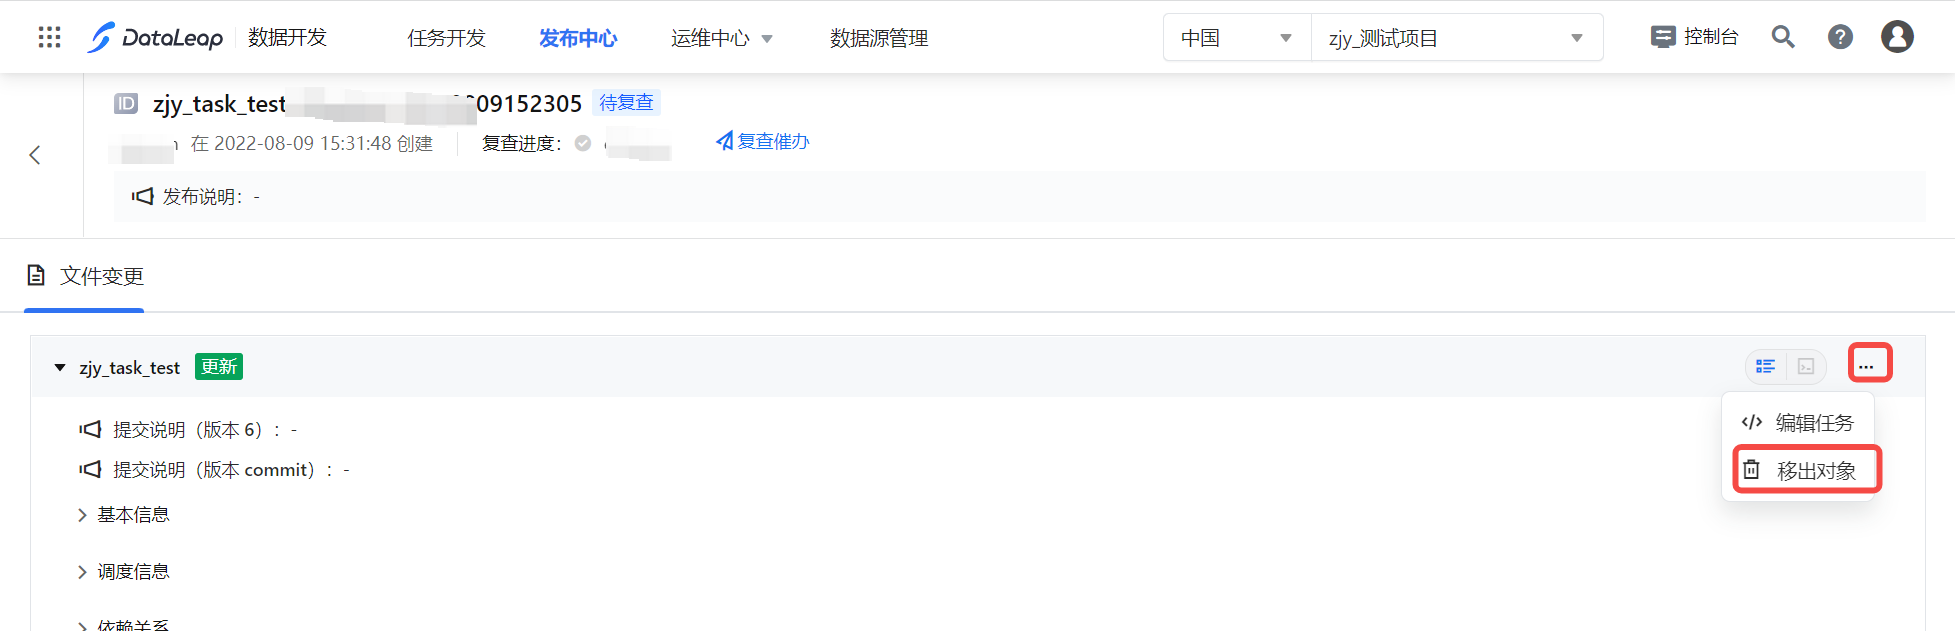 DataLeap 数据开发 任务开发 发布中心 运维中心 数据源管理 中国 zjy_测试项目 控制台
ID zjy_task_test 09152305 待复查
在 2022-08-09 15:31:48 创建 复查进度： 复查催办
发布说明： -
文件变更
zjy_task_test 更新 ...
编辑任务
提交说明（版本 6）： -
提交说明（版本 commit）： -
移出对象
基本信息
调度信息
依赖关系